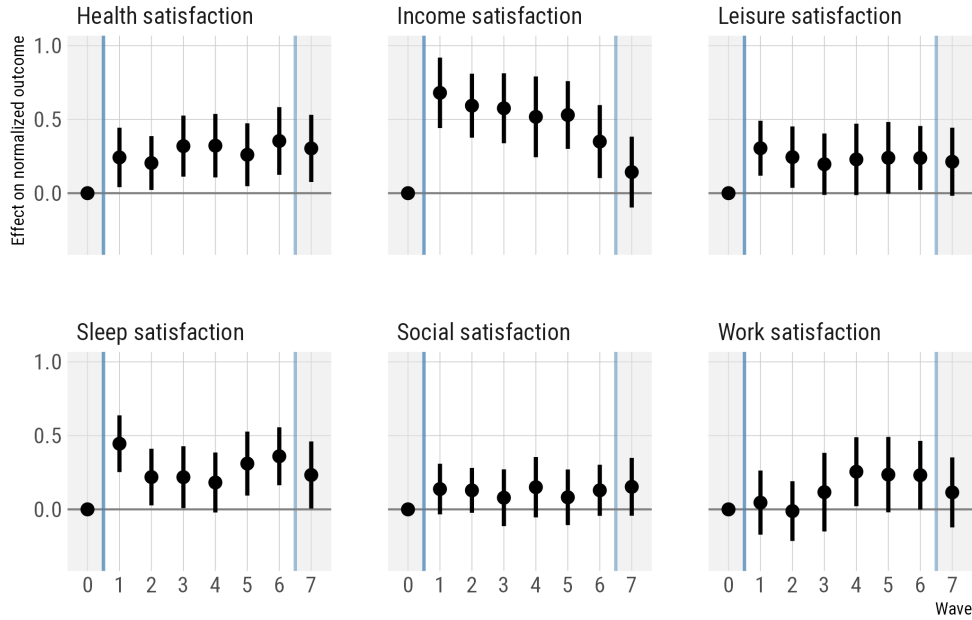 Health satisfaction
Income satisfaction
Leisure satisfaction
Effect on normalized outcome
1.0
0.5
0.0
Sleep satisfaction
Social satisfaction
Work satisfaction
1.0
0.5
0.0
0 1 2 3 4 5 6 7
0 1 2 3 4 5 6 7
0 1 2 3 4 5 6 7
Wave